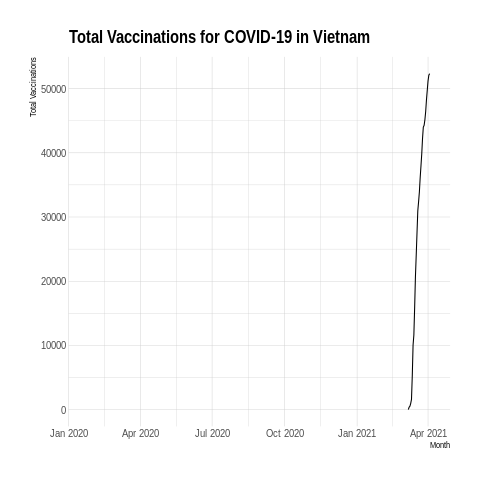 Total Vaccinations for COVID-19 in Vietnam
Total Vaccinations
50000
40000
30000
20000
10000
0
Jan 2020 Apr 2020 Jul 2020 Oct 2020 Jan 2021 Apr 2021
Month